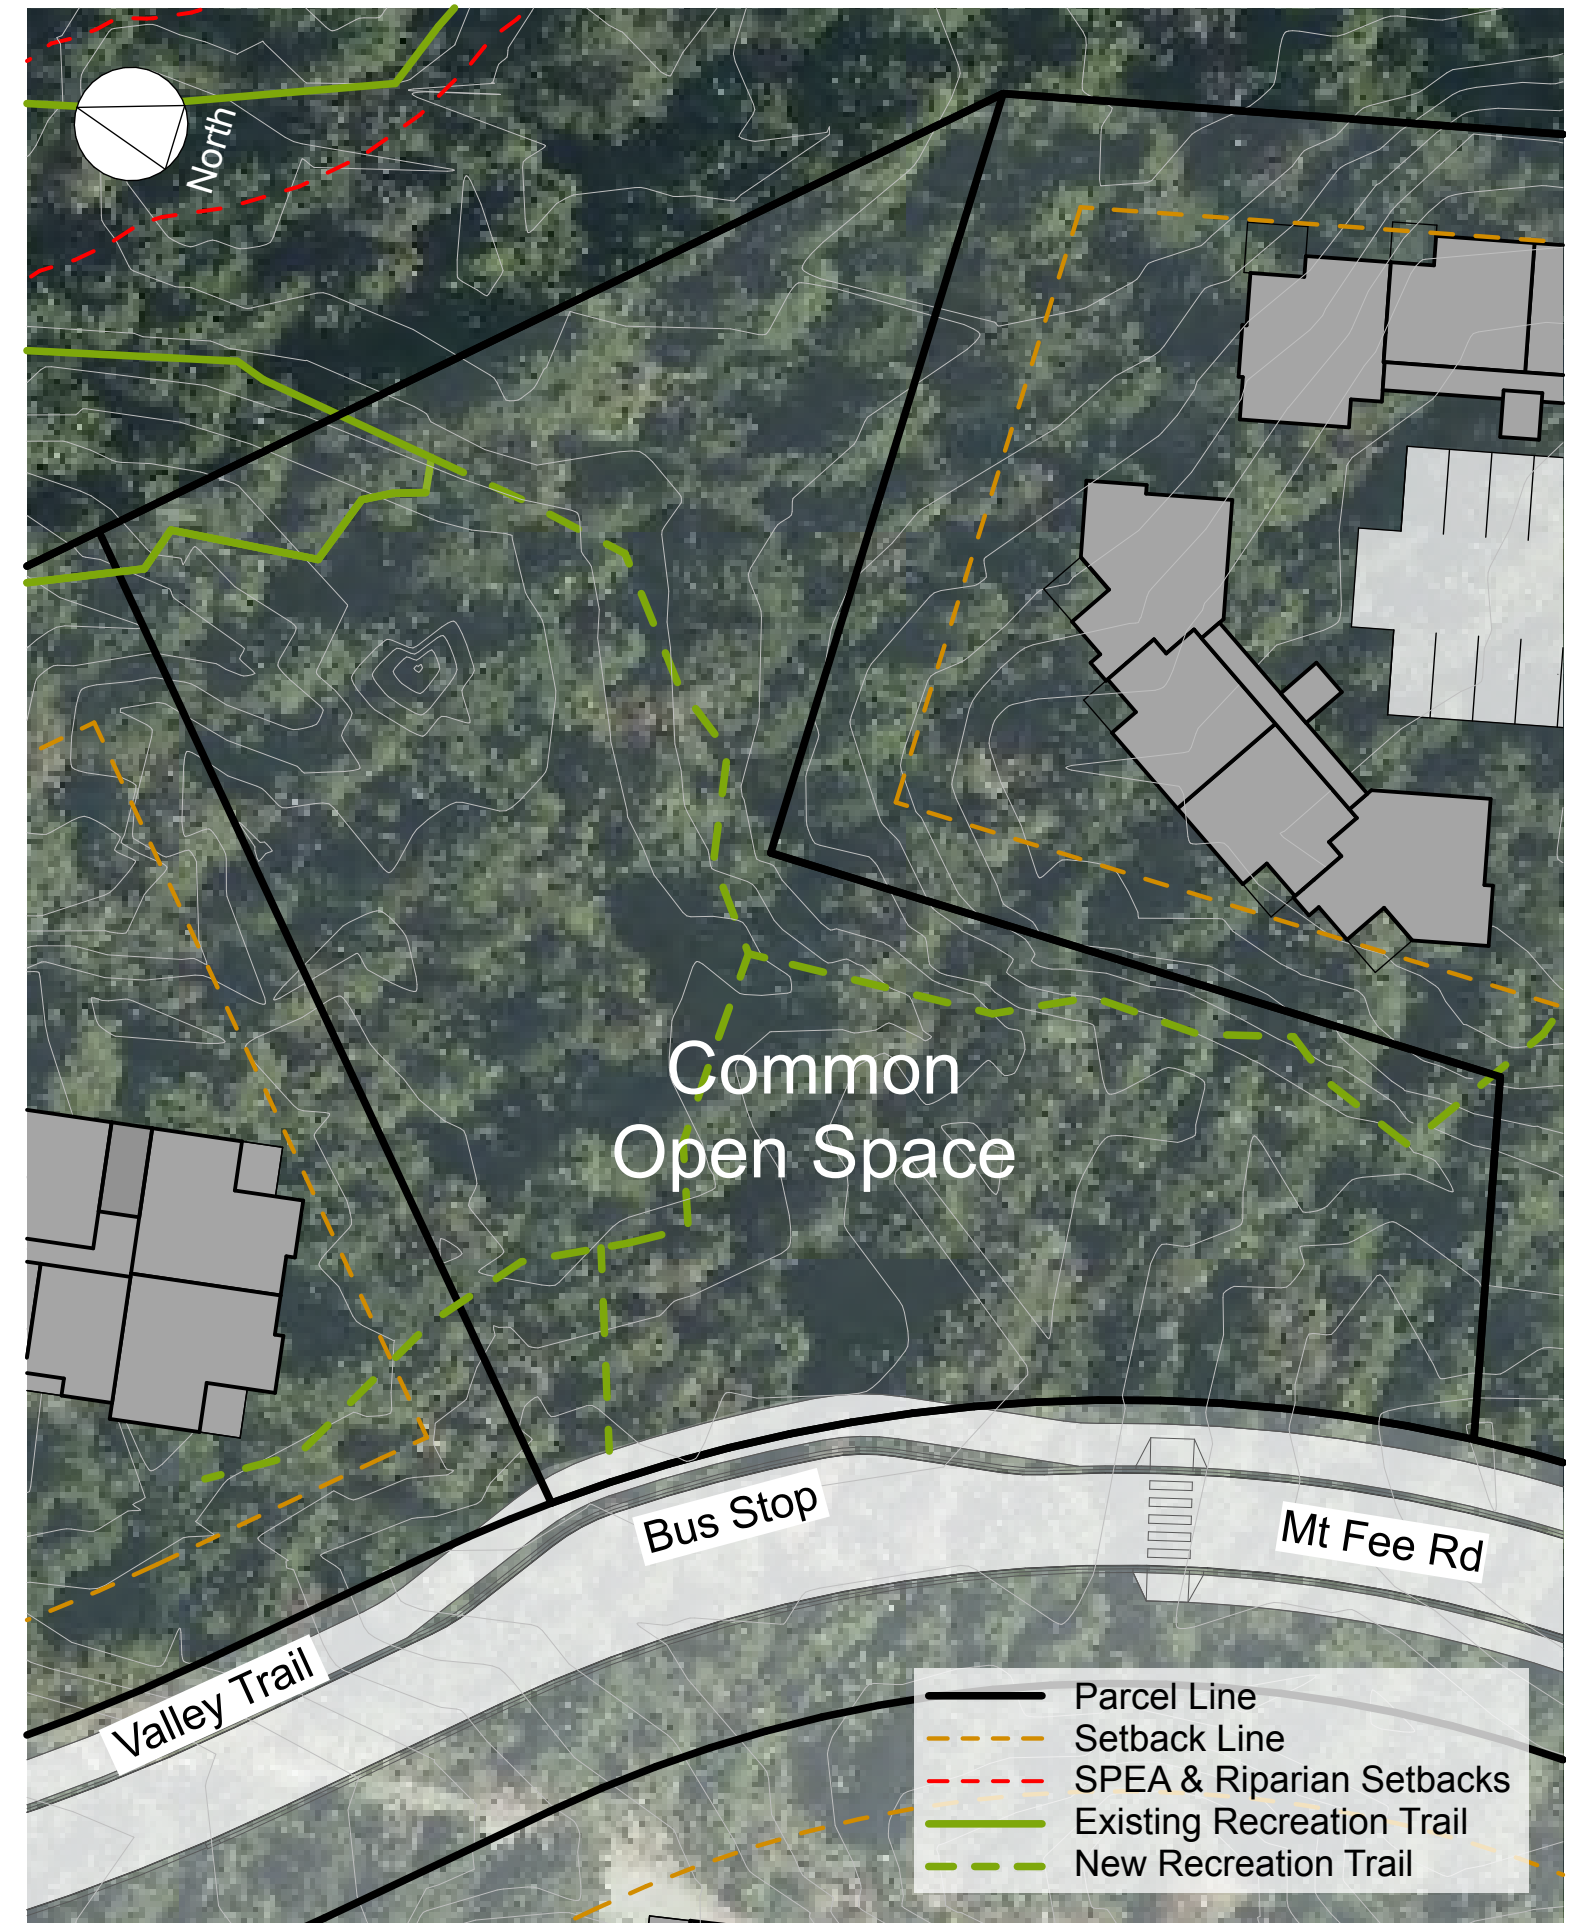 North
Common
Open Space
Bus Stop
Mt Fee Rd
Valley Trail
Parcel Line
Setback Line
SPEA & Riparian Setbacks
Existing Recreation Trail
New Recreation Trail